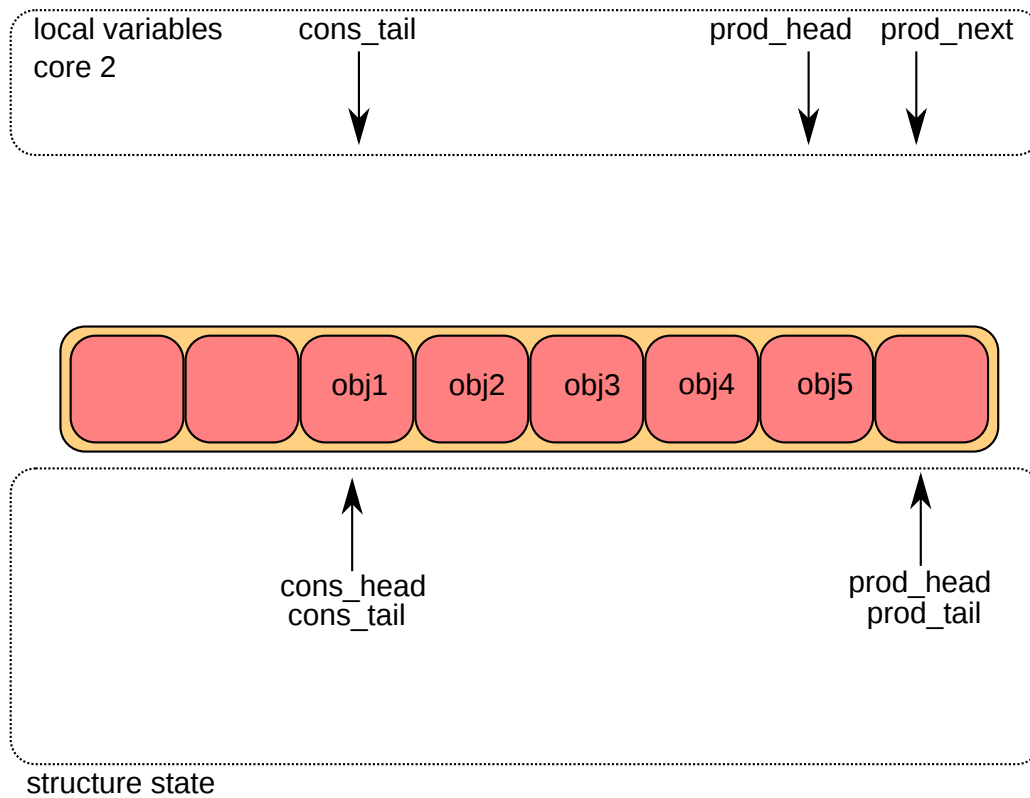 local variables
core 2
cons_tail
prod_head
prod_next
obj1
obj2
obj3
obj4
obj5
cons_head
cons_tail
prod_head
prod_tail
structure state